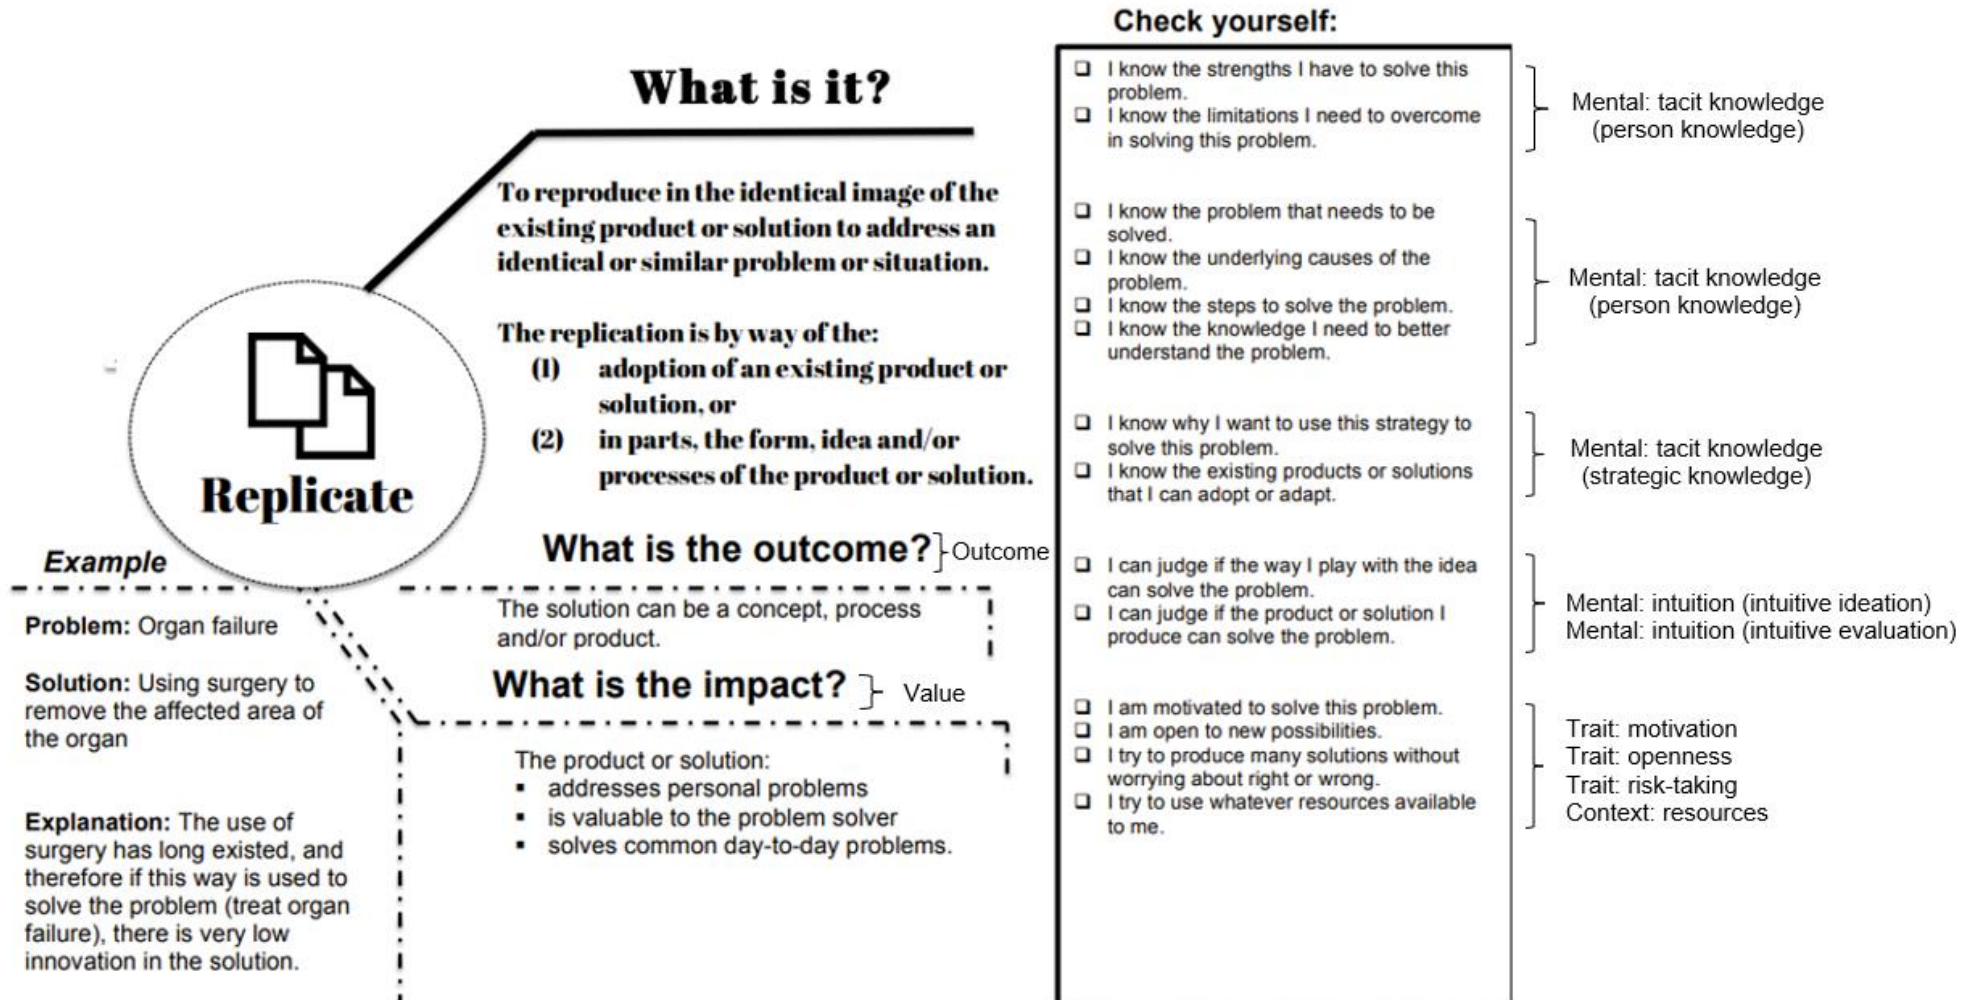 What is it?
To reproduce in the identical image of the
existing product or solution to address an
identical or similar problem or situation.
The replication is by way of the:
(1) adoption of an existing product or
solution, or
(2) in parts, the form, idea and/or
processes of the product or solution.
Replicate
Example
Problem: Organ failure
Solution: Using surgery to
remove the affected area of
the organ
Explanation: The use of
surgery has long existed, and
therefore if this way is used to
solve the problem (treat organ
failure), there is very low
innovation in the solution.
What is the outcome? Outcome
The solution can be a concept, process
and/or product.
What is the impact? Value
The product or solution:
▪ addresses personal problems
▪ is valuable to the problem solver
▪ solves common day-to-day problems.
Check yourself:
❑ I know the strengths I have to solve this
problem.
❑ I know the limitations I need to overcome
in solving this problem.
Mental: tacit knowledge
(person knowledge)
❑ I know the problem that needs to be
solved.
❑ I know the underlying causes of the
problem.
❑ I know the steps to solve the problem.
❑ I know the knowledge I need to better
understand the problem.
Mental: tacit knowledge
(person knowledge)
❑ I know why I want to use this strategy to
solve this problem.
❑ I know the existing products or solutions
that I can adopt or adapt.
Mental: tacit knowledge
(strategic knowledge)
❑ I can judge if the way I play with the idea
can solve the problem.
❑ I can judge if the product or solution I
produce can solve the problem.
Mental: intuition (intuitive ideation)
Mental: intuition (intuitive evaluation)
❑ I am motivated to solve this problem.
❑ I am open to new possibilities.
❑ I try to produce many solutions without
worrying about right or wrong.
❑ I try to use whatever resources available
to me.
Trait: motivation
Trait: openness
Trait: risk-taking
Context: resources